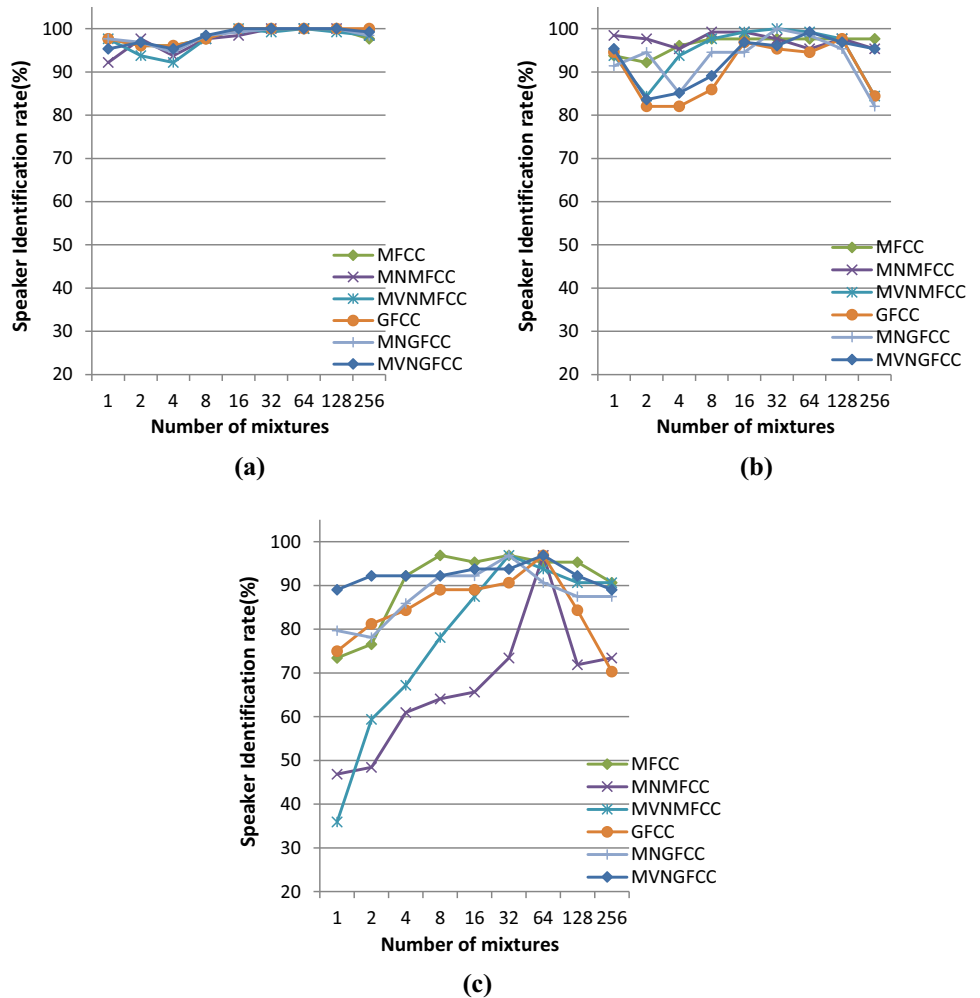 Speaker Identification rate(%)
100
90
80
70
60
50
40
30
20
MFCC
MNMFCC
MVNMFCC
GFCC
MNGFCC
MVNGFCC
1 2 4 8 16 32 64 128 256
Number of mixtures
(a)
Speaker Identification rate(%)
100
90
80
70
60
50
40
30
20
MFCC
MNMFCC
MVNMFCC
GFCC
MNGFCC
MVNGFCC
1 2 4 8 16 32 64 128 256
Number of mixtures
(b)
Speaker Identification rate(%)
100
90
80
70
60
50
40
30
20
MFCC
MNMFCC
MVNMFCC
GFCC
MNGFCC
MVNGFCC
1 2 4 8 16 32 64 128 256
Number of mixtures
(c)